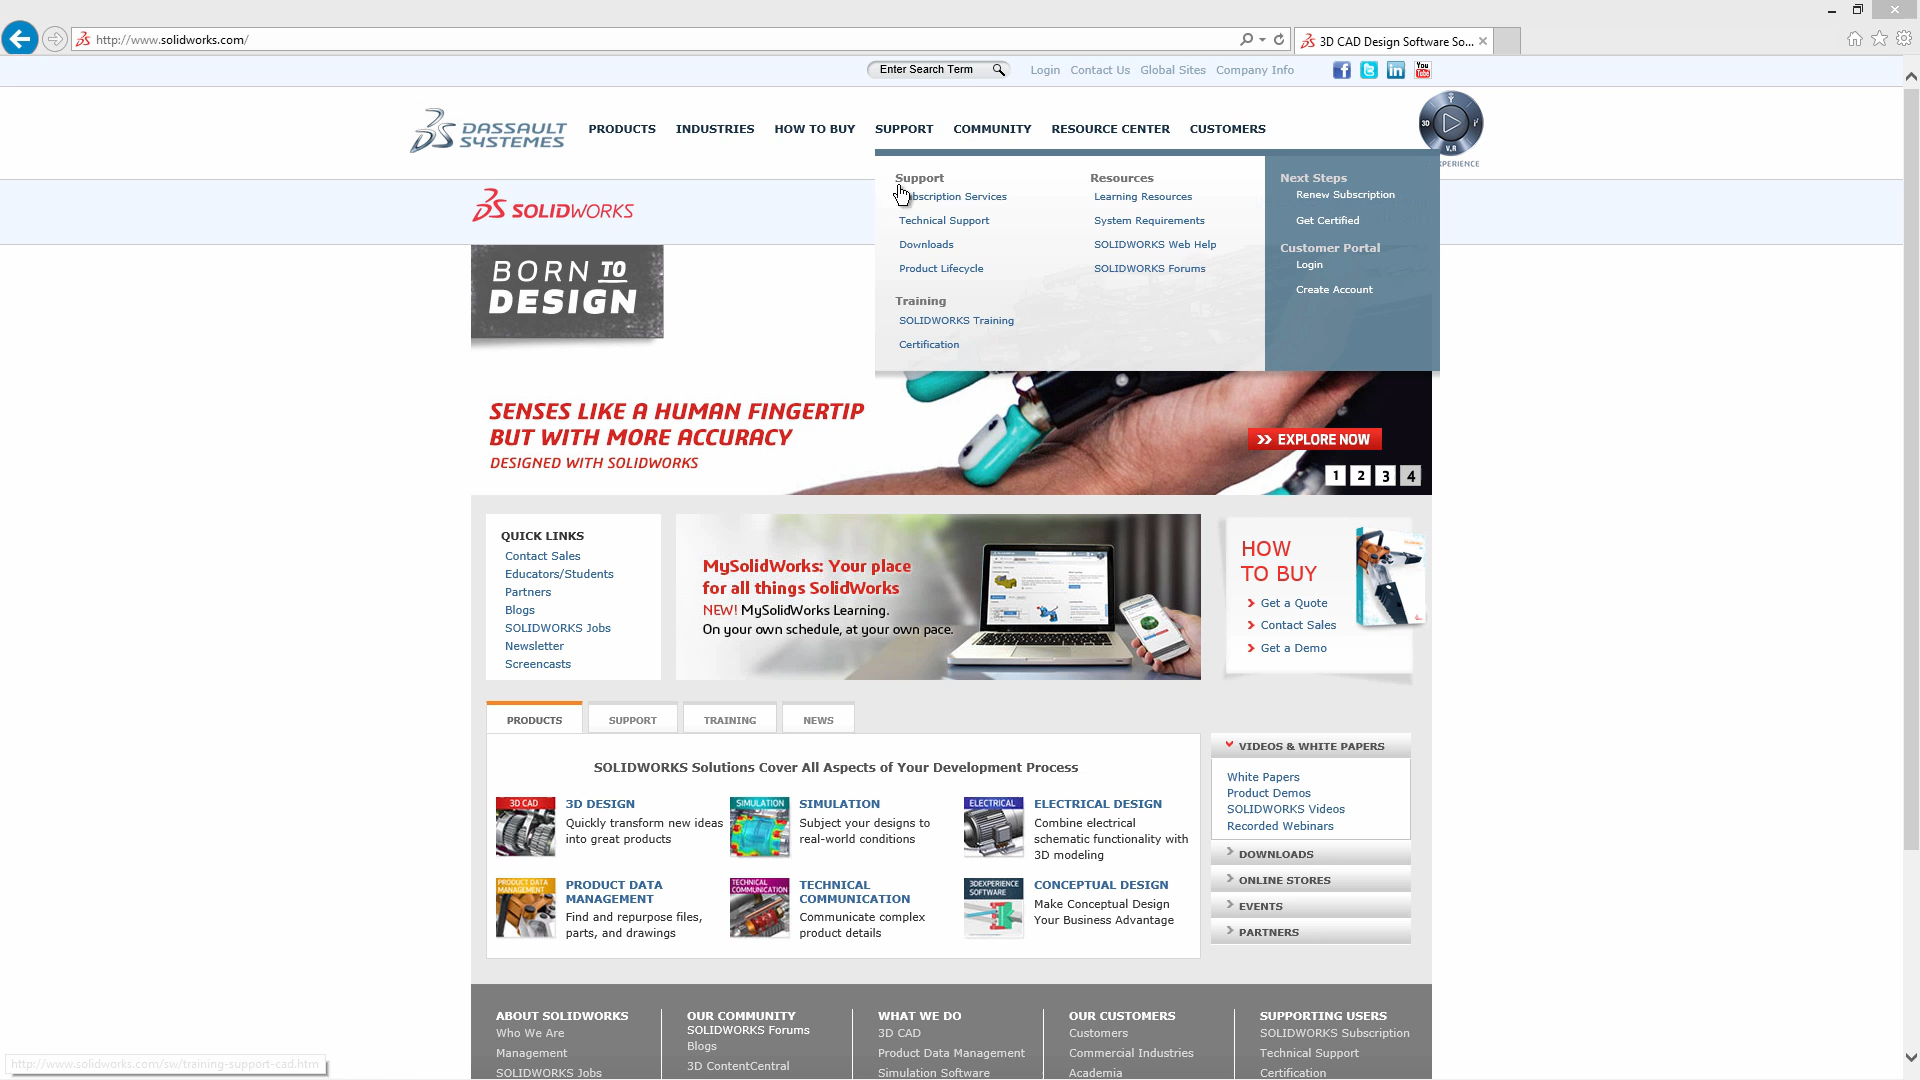 http://www.solidworks.com/
3D CAD Design Software So...
Enter Search Term
Login Contact Us Global Sites Company Info
You Tube
DASSAULT SYSTEMES
PRODUCTS INDUSTRIES HOW TO BUY SUPPORT COMMUNITY RESOURCE CENTER CUSTOMERS
3D
V.R
Support
Subscription Services
Technical Support
Downloads
Product Lifecycle
Training
SOLIDWORKS Training
Certification
Resources
Learning Resources
System Requirements
SOLIDWORKS Web Help
SOLIDWORKS Forums
Next Steps
Renew Subscription
Get Certified
Customer Portal
Login
Create Account
SOLIDWORKS
BORN TO
DESIGN
SENSES LIKE A HUMAN FINGERTIP
BUT WITH MORE ACCURACY
DESIGNED WITH SOLIDWORKS
EXPLORE NOW
1 2 3 4
QUICK LINKS
Contact Sales
Educators/Students
Partners
Blogs
SOLIDWORKS Jobs
Newsletter
Screencasts
MySolidWorks: Your place
for all things SolidWorks
NEW! MySolidWorks Learning.
On your own schedule, at your own pace.
HOW
TO BUY
Get a Quote
Contact Sales
Get a Demo
PRODUCTS SUPPORT TRAINING NEWS
SOLIDWORKS Solutions Cover All Aspects of Your Development Process
3D CAD
3D DESIGN
Quickly transform new ideas
into great products
SIMULATION
SIMULATION
Subject your designs to
real-world conditions
ELECTRICAL
ELECTRICAL DESIGN
Combine electrical
schematic functionality with
3D modeling
PRODUCT DATA
MANAGEMENT
PRODUCT DATA
MANAGEMENT
Find and repurpose files,
parts, and drawings
TECHNICAL
COMMUNICATION
TECHNICAL
COMMUNICATION
Communicate complex
product details
3DEXPERIENCE
SOFTWARE
CONCEPTUAL DESIGN
Make Conceptual Design
Your Business Advantage
VIDEOS & WHITE PAPERS
White Papers
Product Demos
SOLIDWORKS Videos
Recorded Webinars
DOWNLOADS
ONLINE STORES
EVENTS
PARTNERS
ABOUT SOLIDWORKS
Who We Are
Management
SOLIDWORKS Jobs
OUR COMMUNITY
SOLIDWORKS Forums
Blogs
3D ContentCentral
WHAT WE DO
3D CAD
Product Data Management
Simulation Software
OUR CUSTOMERS
Customers
Commercial Industries
Academia
SUPPORTING USERS
SOLIDWORKS Subscription
Technical Support
Certification
http://www.solidworks.com/sw/training-support-cad.htm